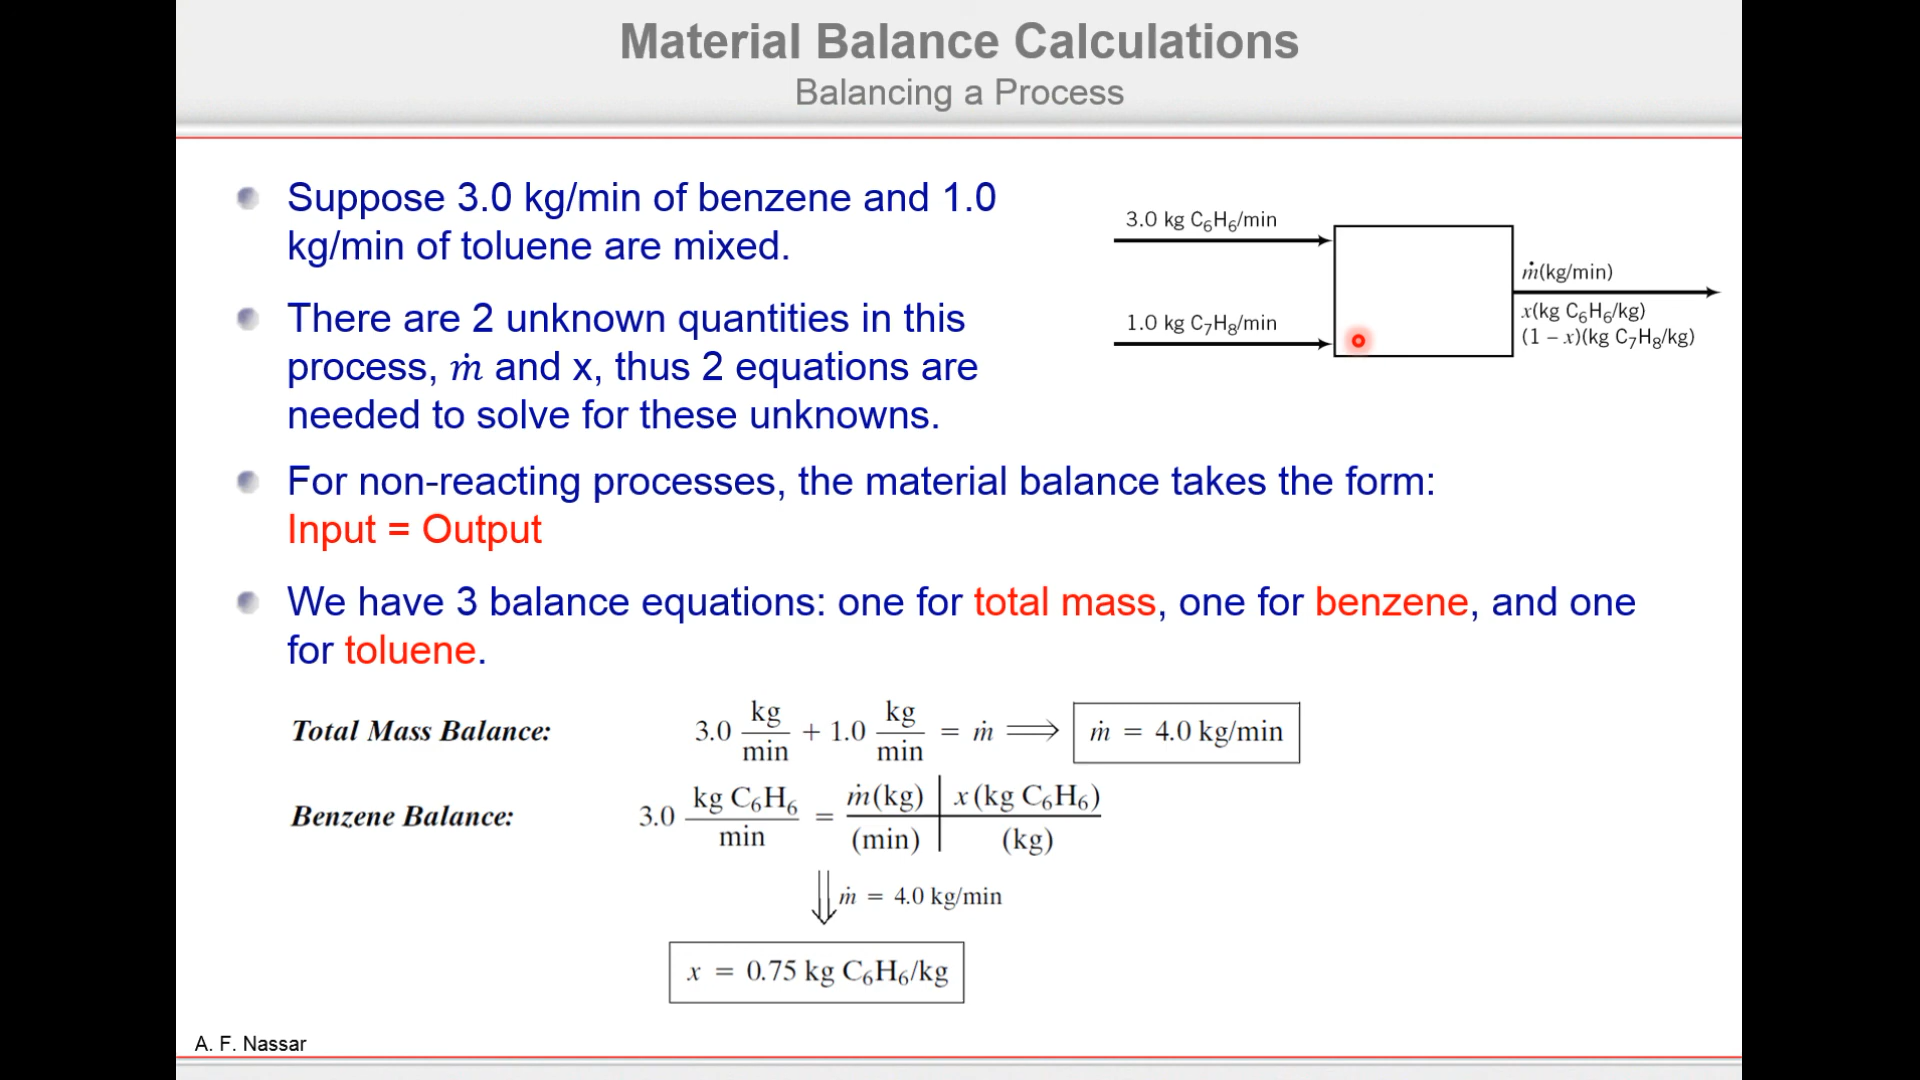 Material Balance Calculations
Balancing a Process
Suppose 3.0 kg/min of benzene and 1.0
kg/min of toluene are mixed.
There are 2 unknown quantities in this
process, ṁ and x, thus 2 equations are
needed to solve for these unknowns.
3.0 kg C₆H₆/min
1.0 kg C₇H₈/min
ṁ(kg/min)
x(kg C₆H₆/kg)
(1 – x)(kg C₇H₈/kg)
For non-reacting processes, the material balance takes the form:
Input = Output
We have 3 balance equations: one for total mass, one for benzene, and one
for toluene.
Total Mass Balance: 3.0 kg/min + 1.0 kg/min = ṁ ⟹ ṁ = 4.0 kg/min
Benzene Balance: 3.0 kg C₆H₆/min = ṁ(kg)/(min) | x(kg C₆H₆)/(kg)
⇓ ṁ = 4.0 kg/min
x = 0.75 kg C₆H₆/kg
A. F. Nassar